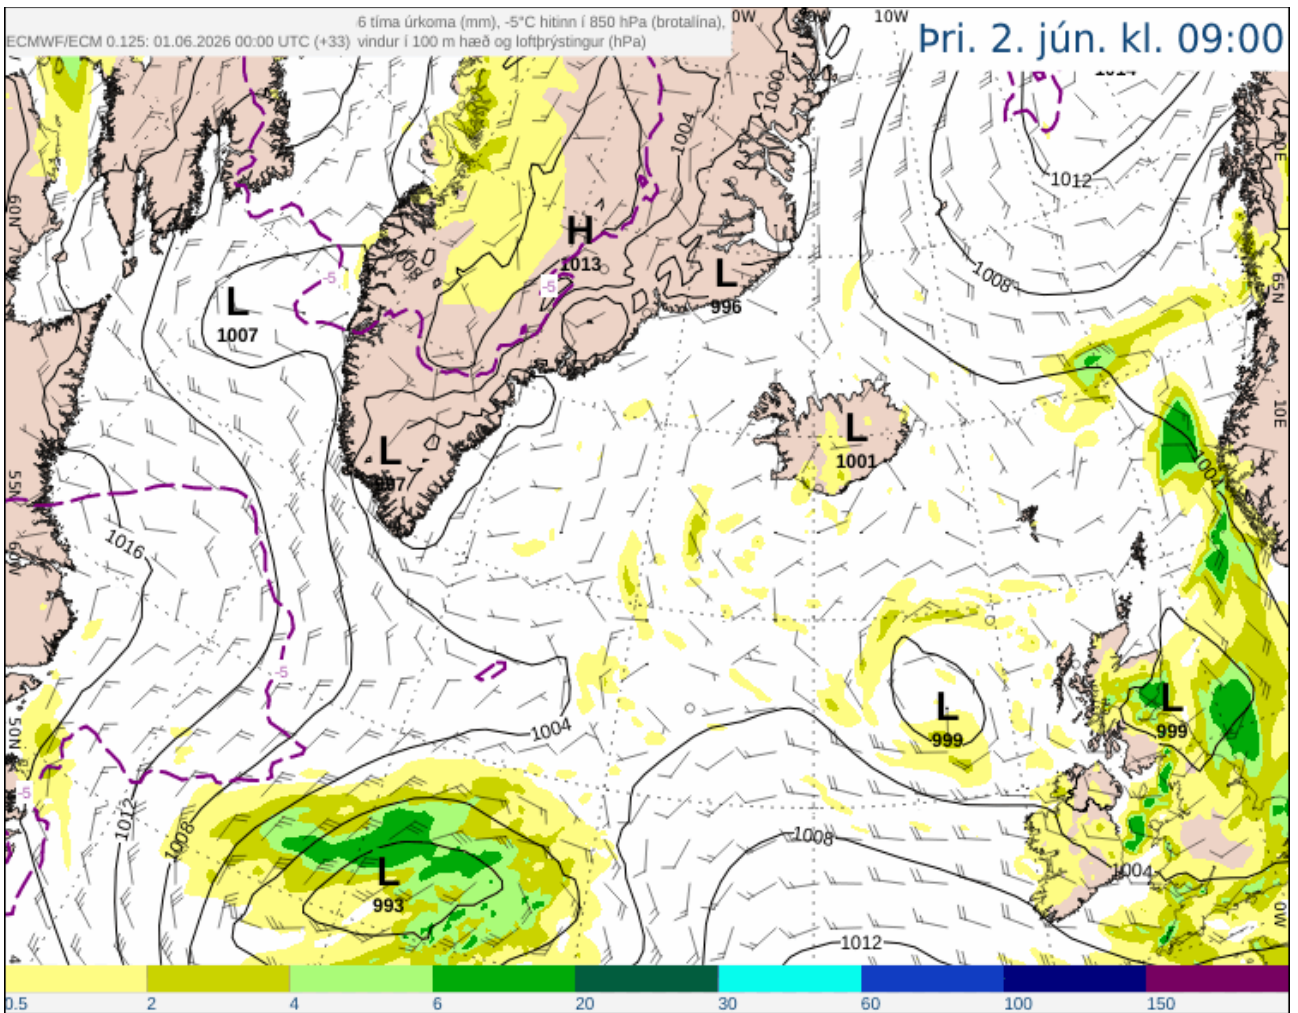 6 tíma úrkoma (mm), -5°C hitinn í 850 hPa (brotalína),
ECMWF/ECM 0.125: 01.06.2026 00:00 UTC (+33) vindur í 100 m hæð og loftþrýstingur (hPa)
Þri. 2. jún. kl. 09:00
0W
10W
1014
1000
1004
1012
60N
H
1013
-5
-5
L
996
1008
65N
L
1007
10E
L
1001
L
55N
1016
60N
-5
1004
L
999
L
999
50N
-5
1012
1008
1008
L
993
1004
1012
0W
0.5 2 4 6 20 30 60 100 150